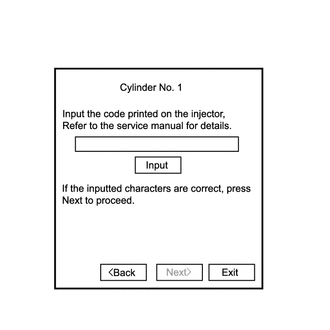 Cylinder No. 1
Input the code printed on the injector,
Refer to the service manual for details.
Input
If the inputted characters are correct, press
Next to proceed.
<Back
Next>
Exit